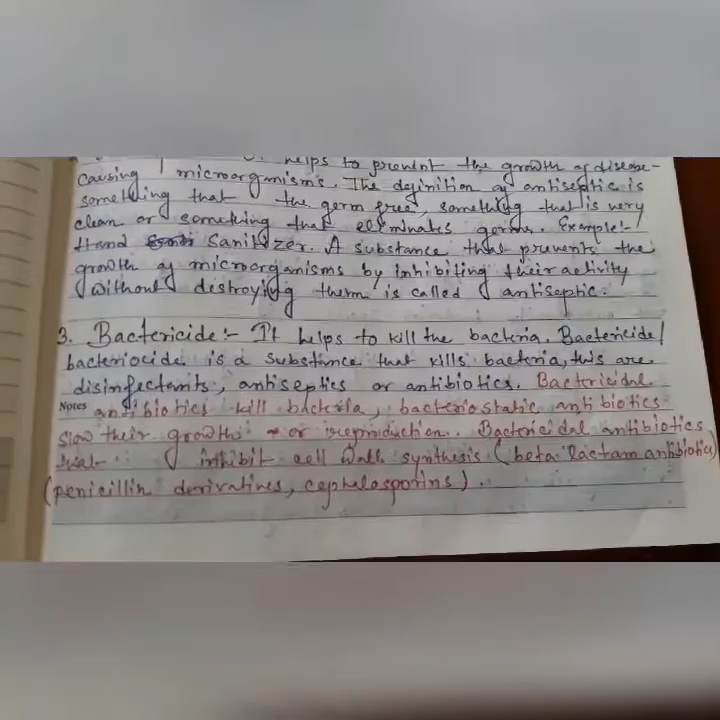 helps to prevent the growth of disease-
causing microorganisms. The definition of antiseptic is
something that the germ free, something that is very
clean or something that eliminates germs. Example:-
Hand Sanitizer. A substance that prevents the
growth of microorganisms by inhibiting their activity
without destroying them is called antiseptic.
3. Bactericide:- It helps to kill the bacteria. Bactericide/
bacteriocide is a substance that kills bacteria, this are
disinfectants, antiseptics or antibiotics. Bactericidal
Notes antibiotics kill bacteria, bacteriostatic antibiotics
slow their growth or reproduction. Bactericidal antibiotics
that inhibit cell wall synthesis (beta lactam antibiotics)
(penicillin derivatives, cephalosporins).